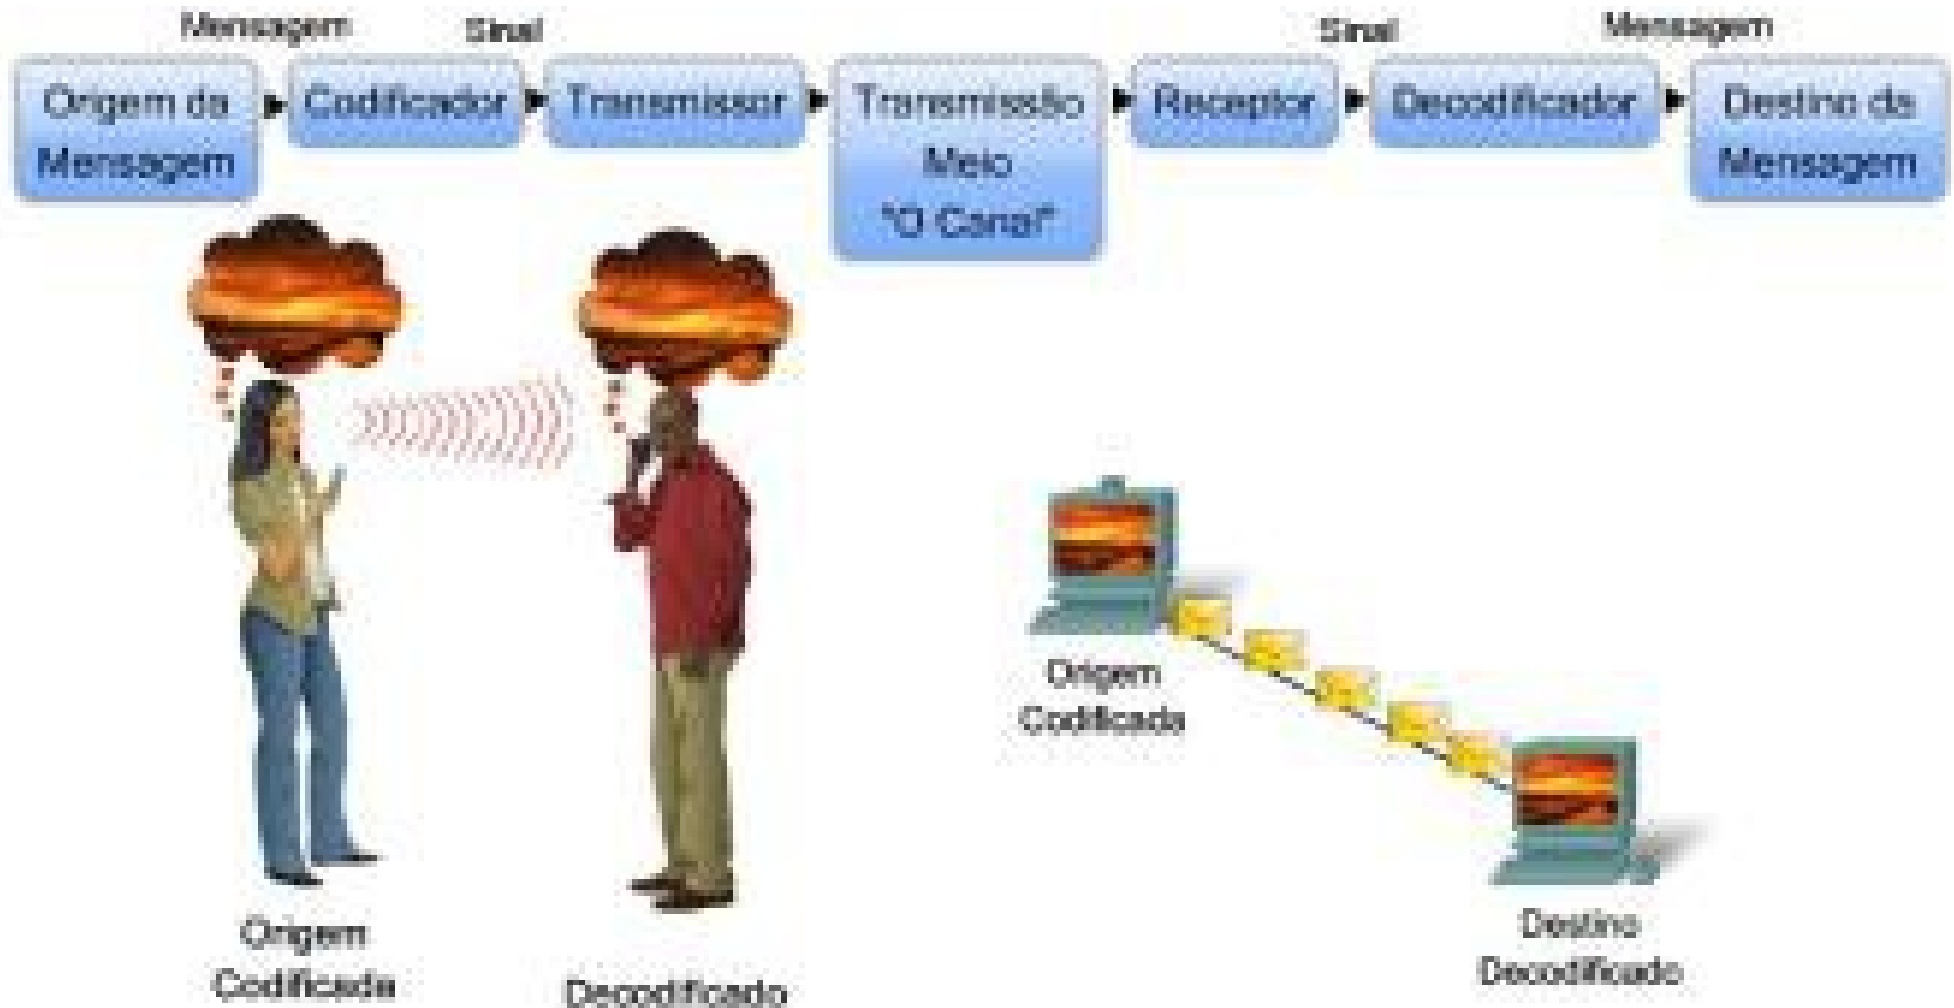 Mensagem
Sinal
Sinal
Mensagem
Origem da
Mensagem
Codificador
Transmissor
Transmissão
Meio
"O Canal"
Receptor
Decodificador
Destino da
Mensagem
Origem
Codificada
Decodificado
Origem
Codificada
Destino
Decodificado